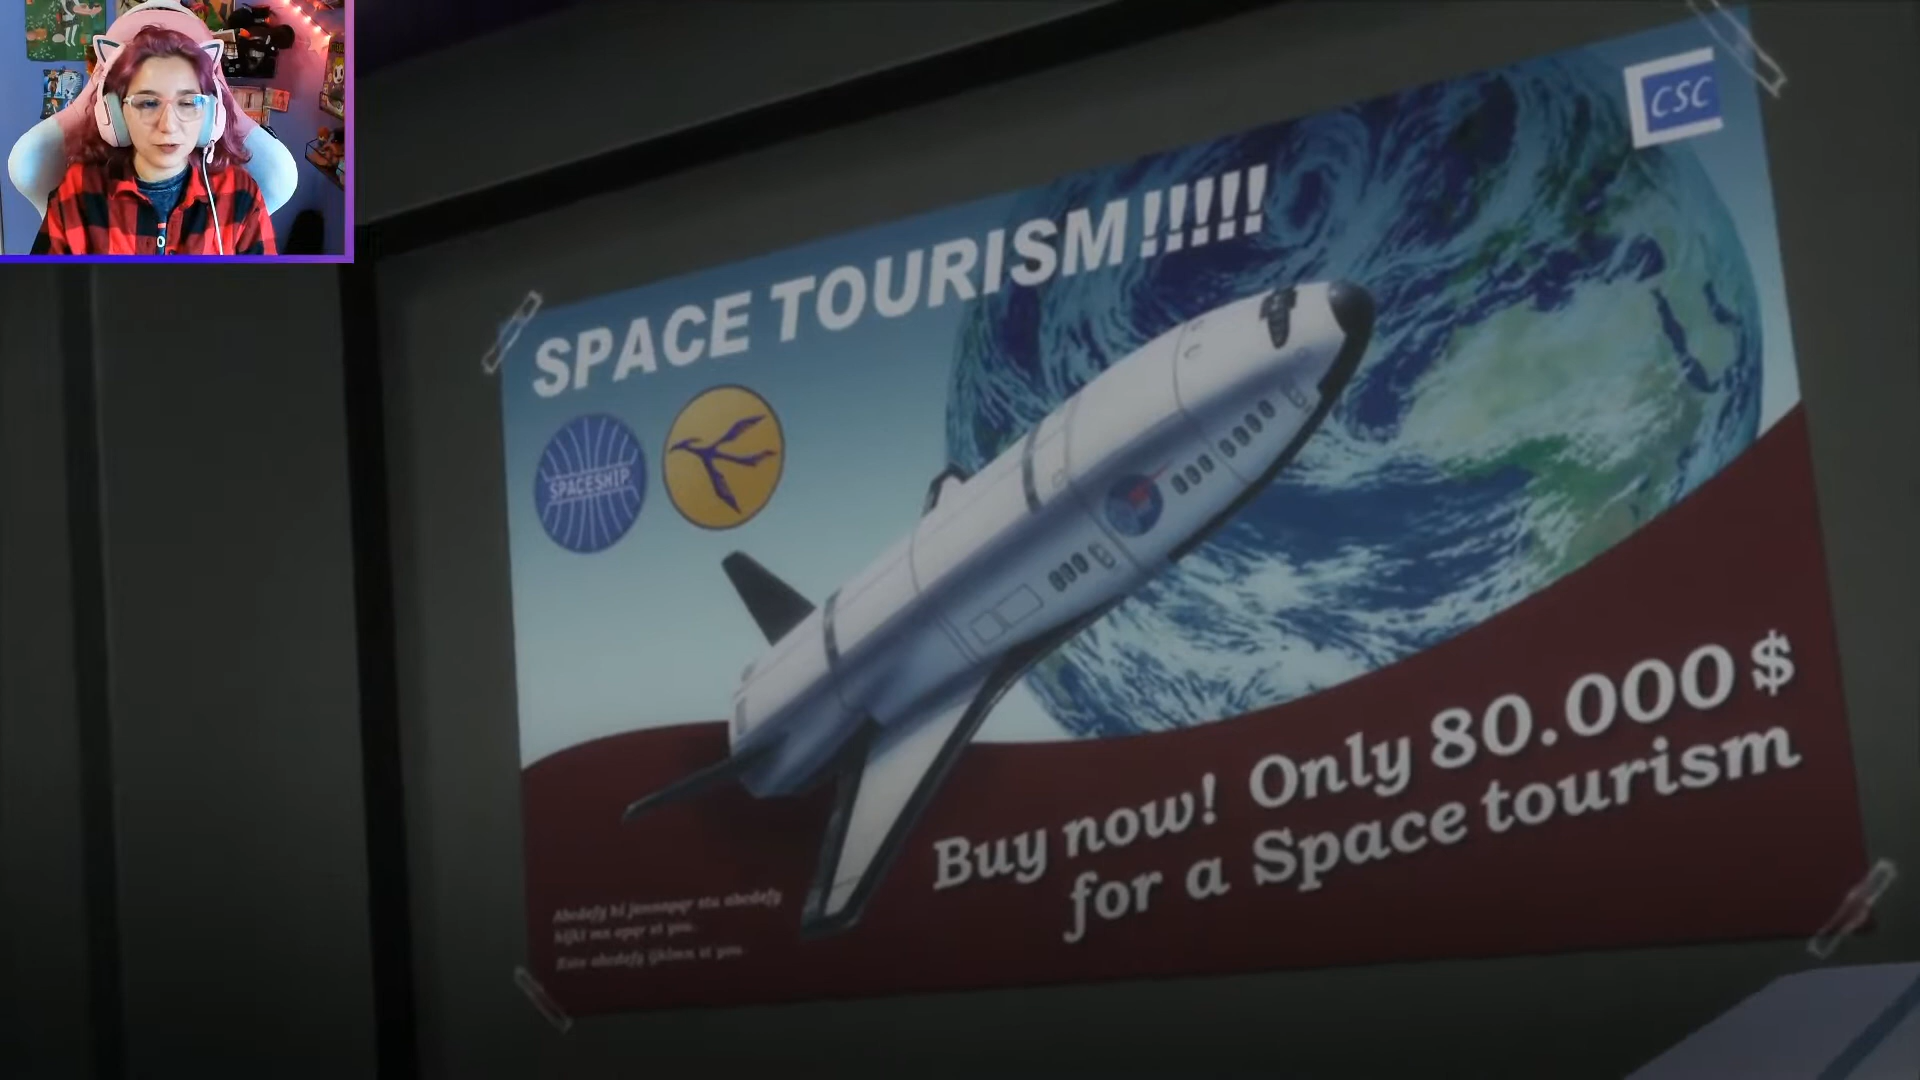 CSC
SPACE TOURISM!!!!!
SPACESHIP
Buy now! Only 80.000 $
for a Space tourism